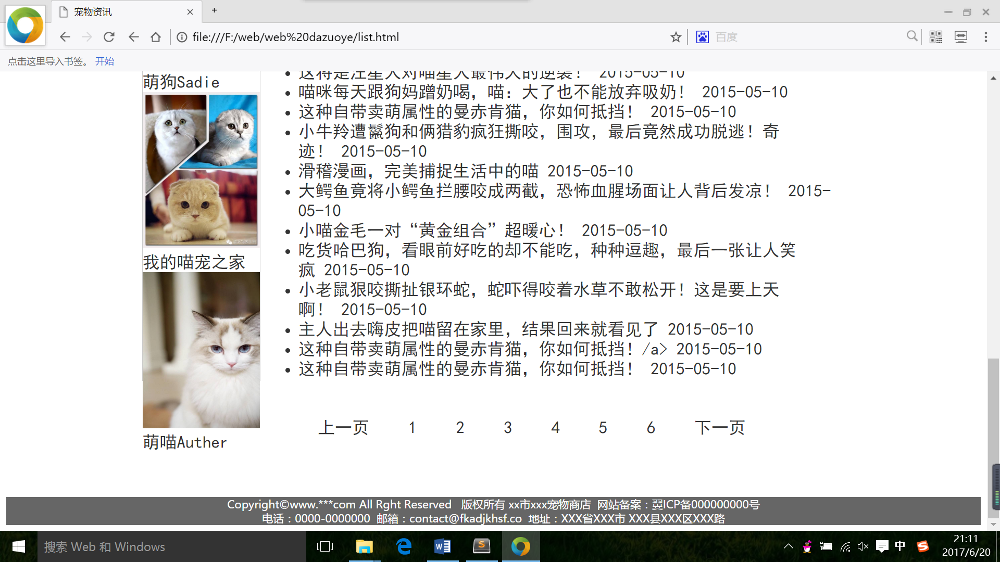 宠物资讯
file:///F:/web/web%20dazuoye/list.html
百度
点击这里导入书签。 开始
萌狗Sadie
我的喵宠之家
萌喵Auther
这将是汪星人对喵星人最伟大的逆袭！ 2015-05-10
喵咪每天跟狗妈蹭奶喝，喵：大了也不能放弃吸奶！ 2015-05-10
这种自带卖萌属性的曼赤肯猫，你如何抵挡！ 2015-05-10
小牛羚遭鬣狗和俩猎豹疯狂撕咬，围攻，最后竟然成功脱逃！奇
迹！ 2015-05-10
滑稽漫画，完美捕捉生活中的喵 2015-05-10
大鳄鱼竟将小鳄鱼拦腰咬成两截，恐怖血腥场面让人背后发凉！ 2015-
05-10
小喵金毛一对“黄金组合”超暖心！ 2015-05-10
吃货哈巴狗，看眼前好吃的却不能吃，种种逗趣，最后一张让人笑
疯 2015-05-10
小老鼠狠咬撕扯银环蛇，蛇吓得咬着水草不敢松开！这是要上天
啊！ 2015-05-10
主人出去嗨皮把喵留在家里，结果回来就看见了 2015-05-10
这种自带卖萌属性的曼赤肯猫，你如何抵挡！/a> 2015-05-10
这种自带卖萌属性的曼赤肯猫，你如何抵挡！ 2015-05-10
上一页 1 2 3 4 5 6 下一页
Copyright©www.***com All Rght Reserved 版权所有 xx市xxx宠物商店 网站备案：翼ICP备000000000号
电话：0000-0000000 邮箱：contact@fkadjkhsf.co 地址：XXX省XXX市 XXX县XXX区XXX路
搜索 Web 和 Windows
中
21:11
2017/6/20